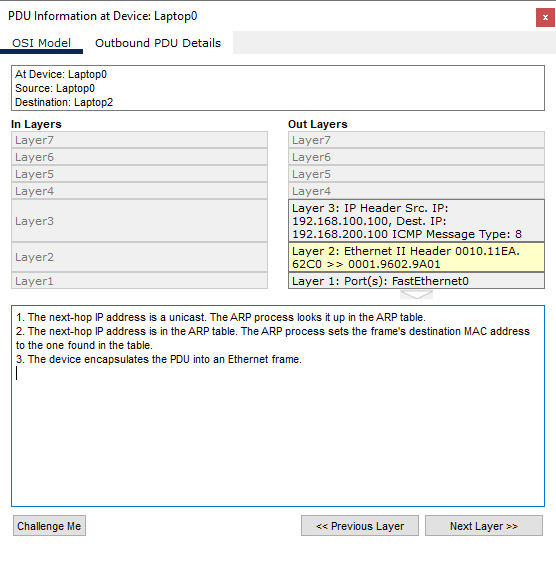 PDU Information at Device: Laptop0
x
OSI Model
Outbound PDU Details
At Device: Laptop0
Source: Laptop0
Destination: Laptop2
In Layers
Layer7
Layer6
Layer5
Layer4
Layer3
Layer2
Layer1
Out Layers
Layer7
Layer6
Layer5
Layer4
Layer 3: IP Header Src. IP:
192.168.100.100, Dest. IP:
192.168.200.100 ICMP Message Type: 8
Layer 2: Ethernet II Header 0010.11EA.
62C0 >> 0001.9602.9A01
Layer 1: Port(s): FastEthernet0
1. The next-hop IP address is a unicast. The ARP process looks it up in the ARP table.
2. The next-hop IP address is in the ARP table. The ARP process sets the frame's destination MAC address
to the one found in the table.
3. The device encapsulates the PDU into an Ethernet frame.
Challenge Me
<< Previous Layer
Next Layer >>